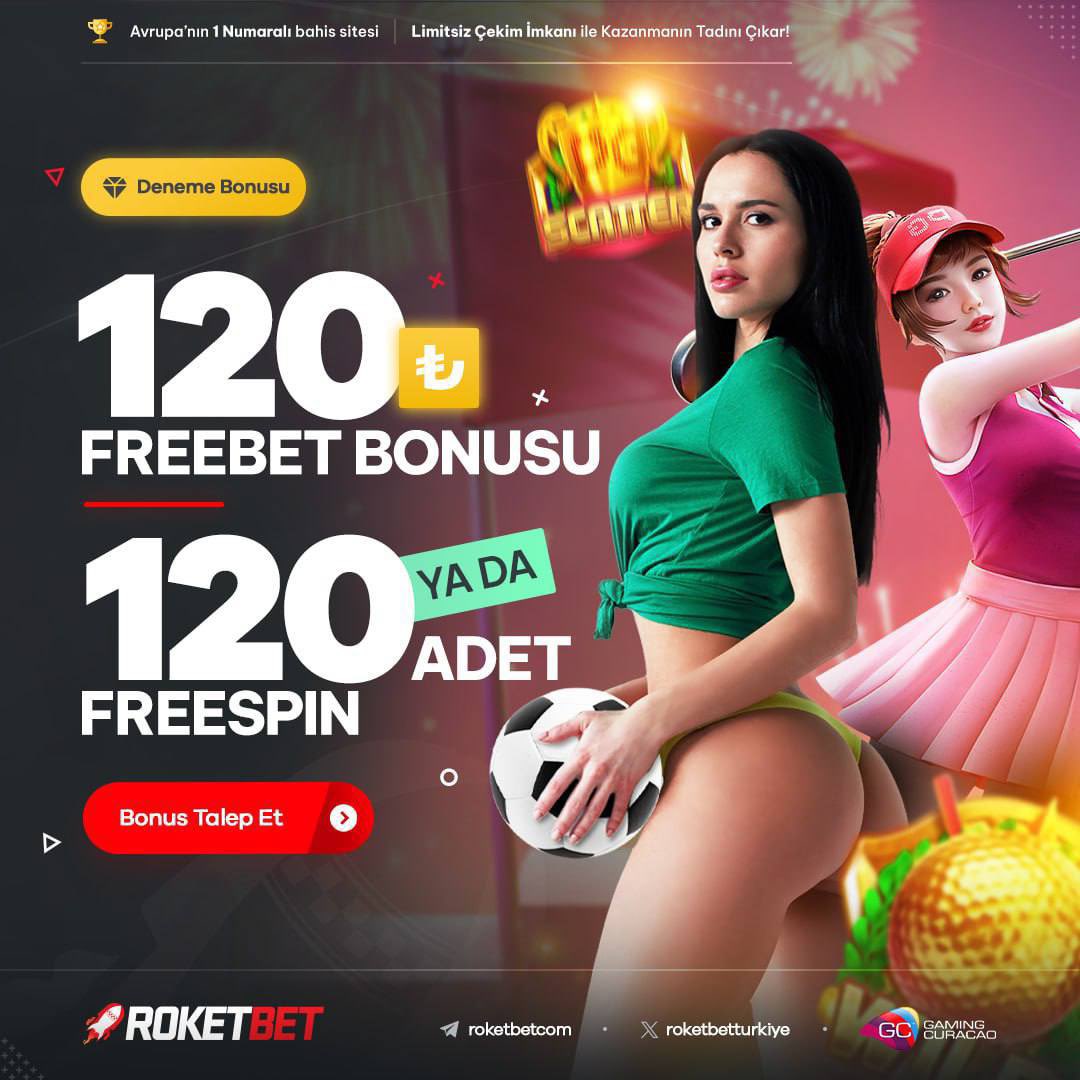 Avrupa'nın 1 Numaralı bahis sitesi
Limitsiz Çekim İmkanı ile Kazanmanın Tadını Çıkar!
SCATTER
Deneme Bonusu
120₺
FREEBET BONUSU
YA DA
120 ADET
FREESPIN
Bonus Talep Et
ROKETBET
roketbetcom
roketbetturkiye
GC GAMING
CURACAO